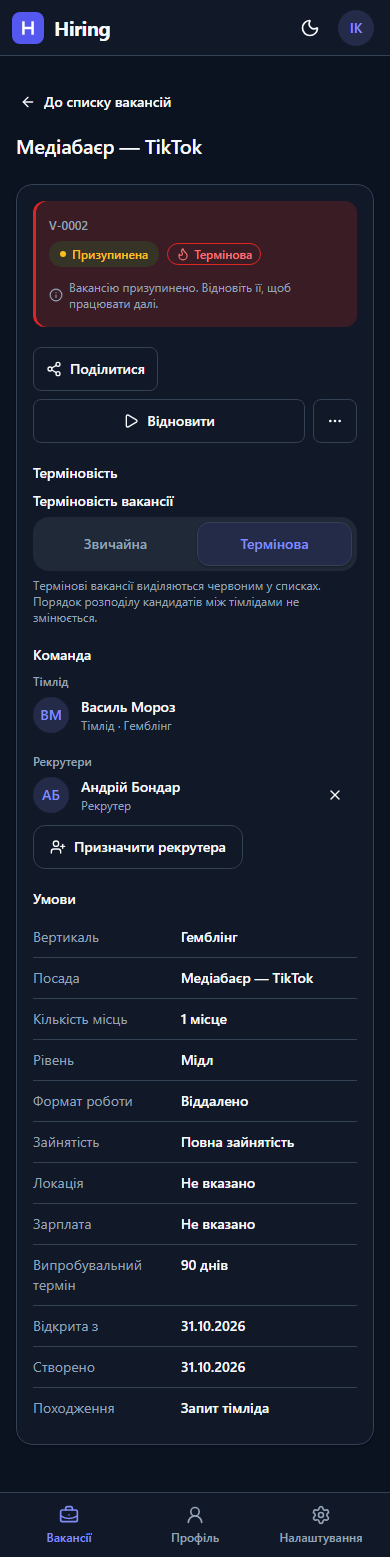 H Hiring IK
До списку вакансій
Медіабаєр — TikTok
V-0002
Призупинена Термінова
Вакансію призупинено. Відновіть її, щоб
працювати далі.
Поділитися
Відновити
Терміновість
Терміновість вакансії
Звичайна Термінова
Термінові вакансії виділяються червоним у списках.
Порядок розподілу кандидатів між тімлідами не
змінюється.
Команда
Тімлід
ВМ Василь Мороз
Тімлід · Гемблінг
Рекрутери
АБ Андрій Бондар
Рекрутер
Призначити рекрутера
Умови
Вертикаль Гемблінг
Посада Медіабаєр — TikTok
Кількість місць 1 місце
Рівень Мідл
Формат роботи Віддалено
Зайнятість Повна зайнятість
Локація Не вказано
Зарплата Не вказано
Випробувальний 90 днів
термін
Відкрита з 31.10.2026
Створено 31.10.2026
Походження Запит тімліда
Вакансії Профіль Налаштування